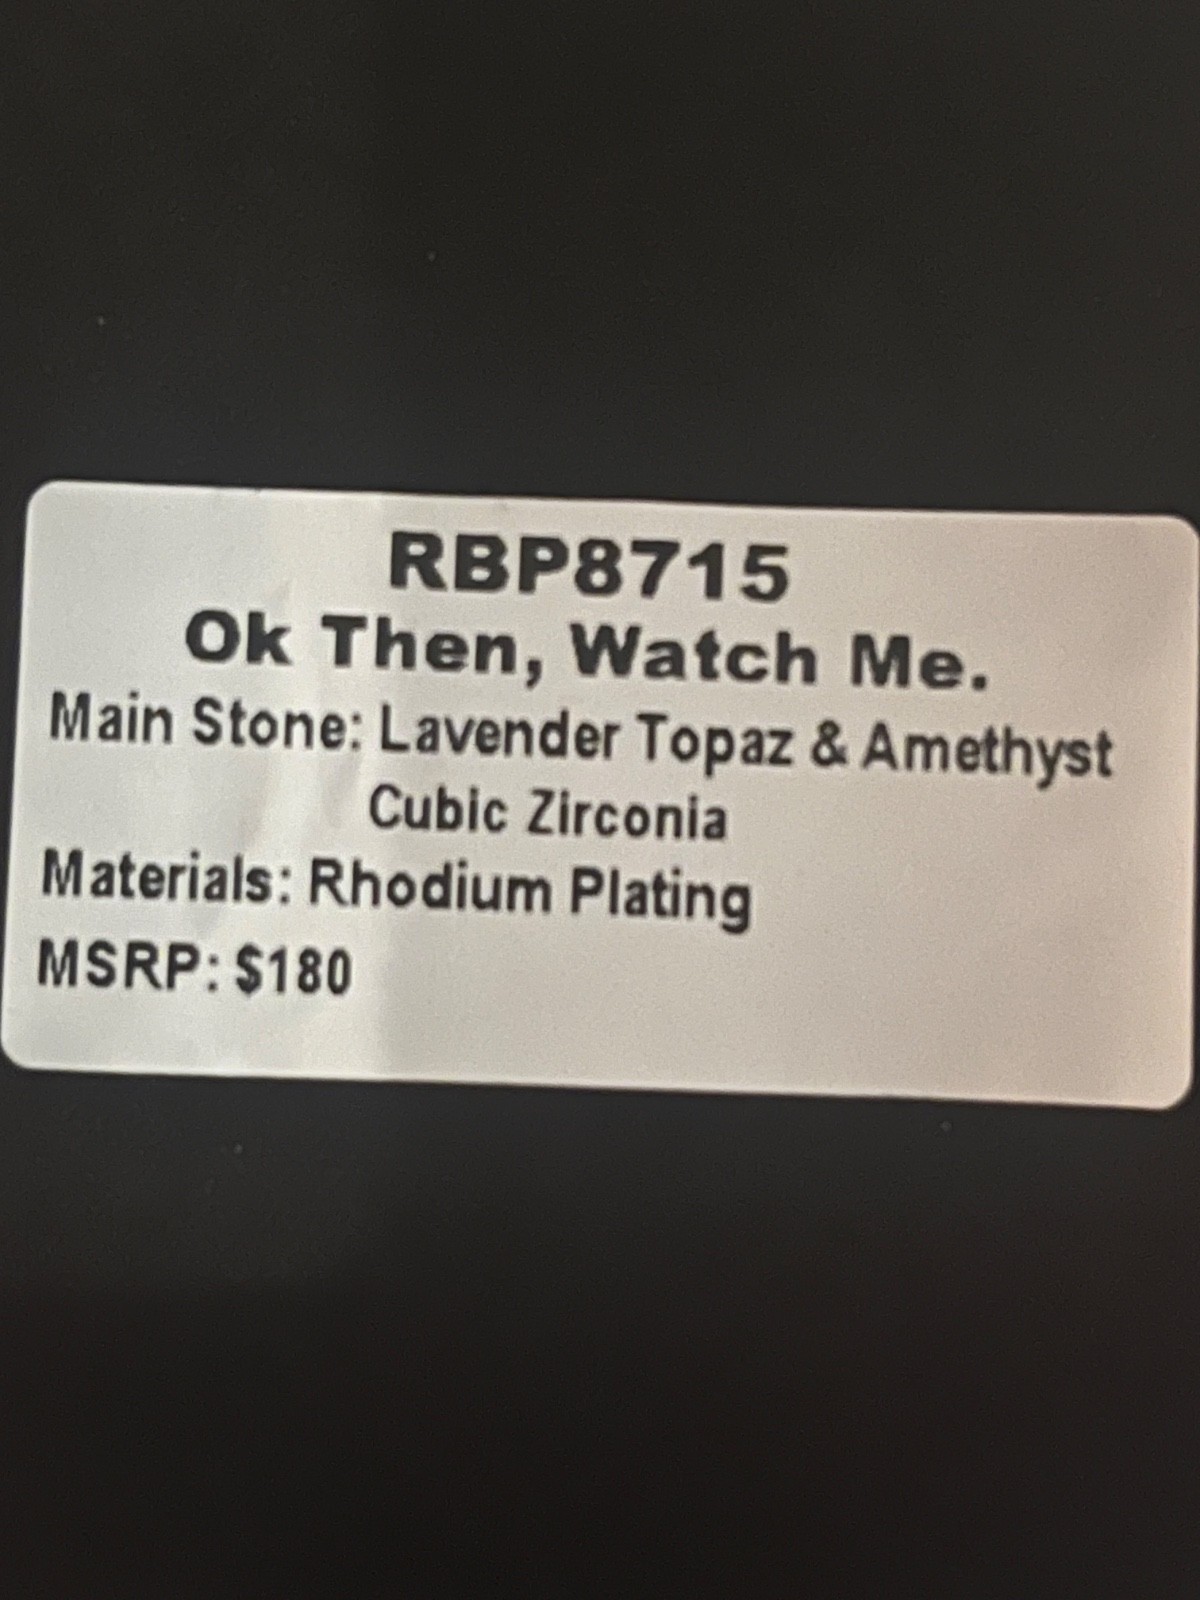 RBP8715
Ok Then, Watch Me.
Main Stone: Lavender Topaz & Amethyst
Cubic Zirconia
Materials: Rhodium Plating
MSRP: $180